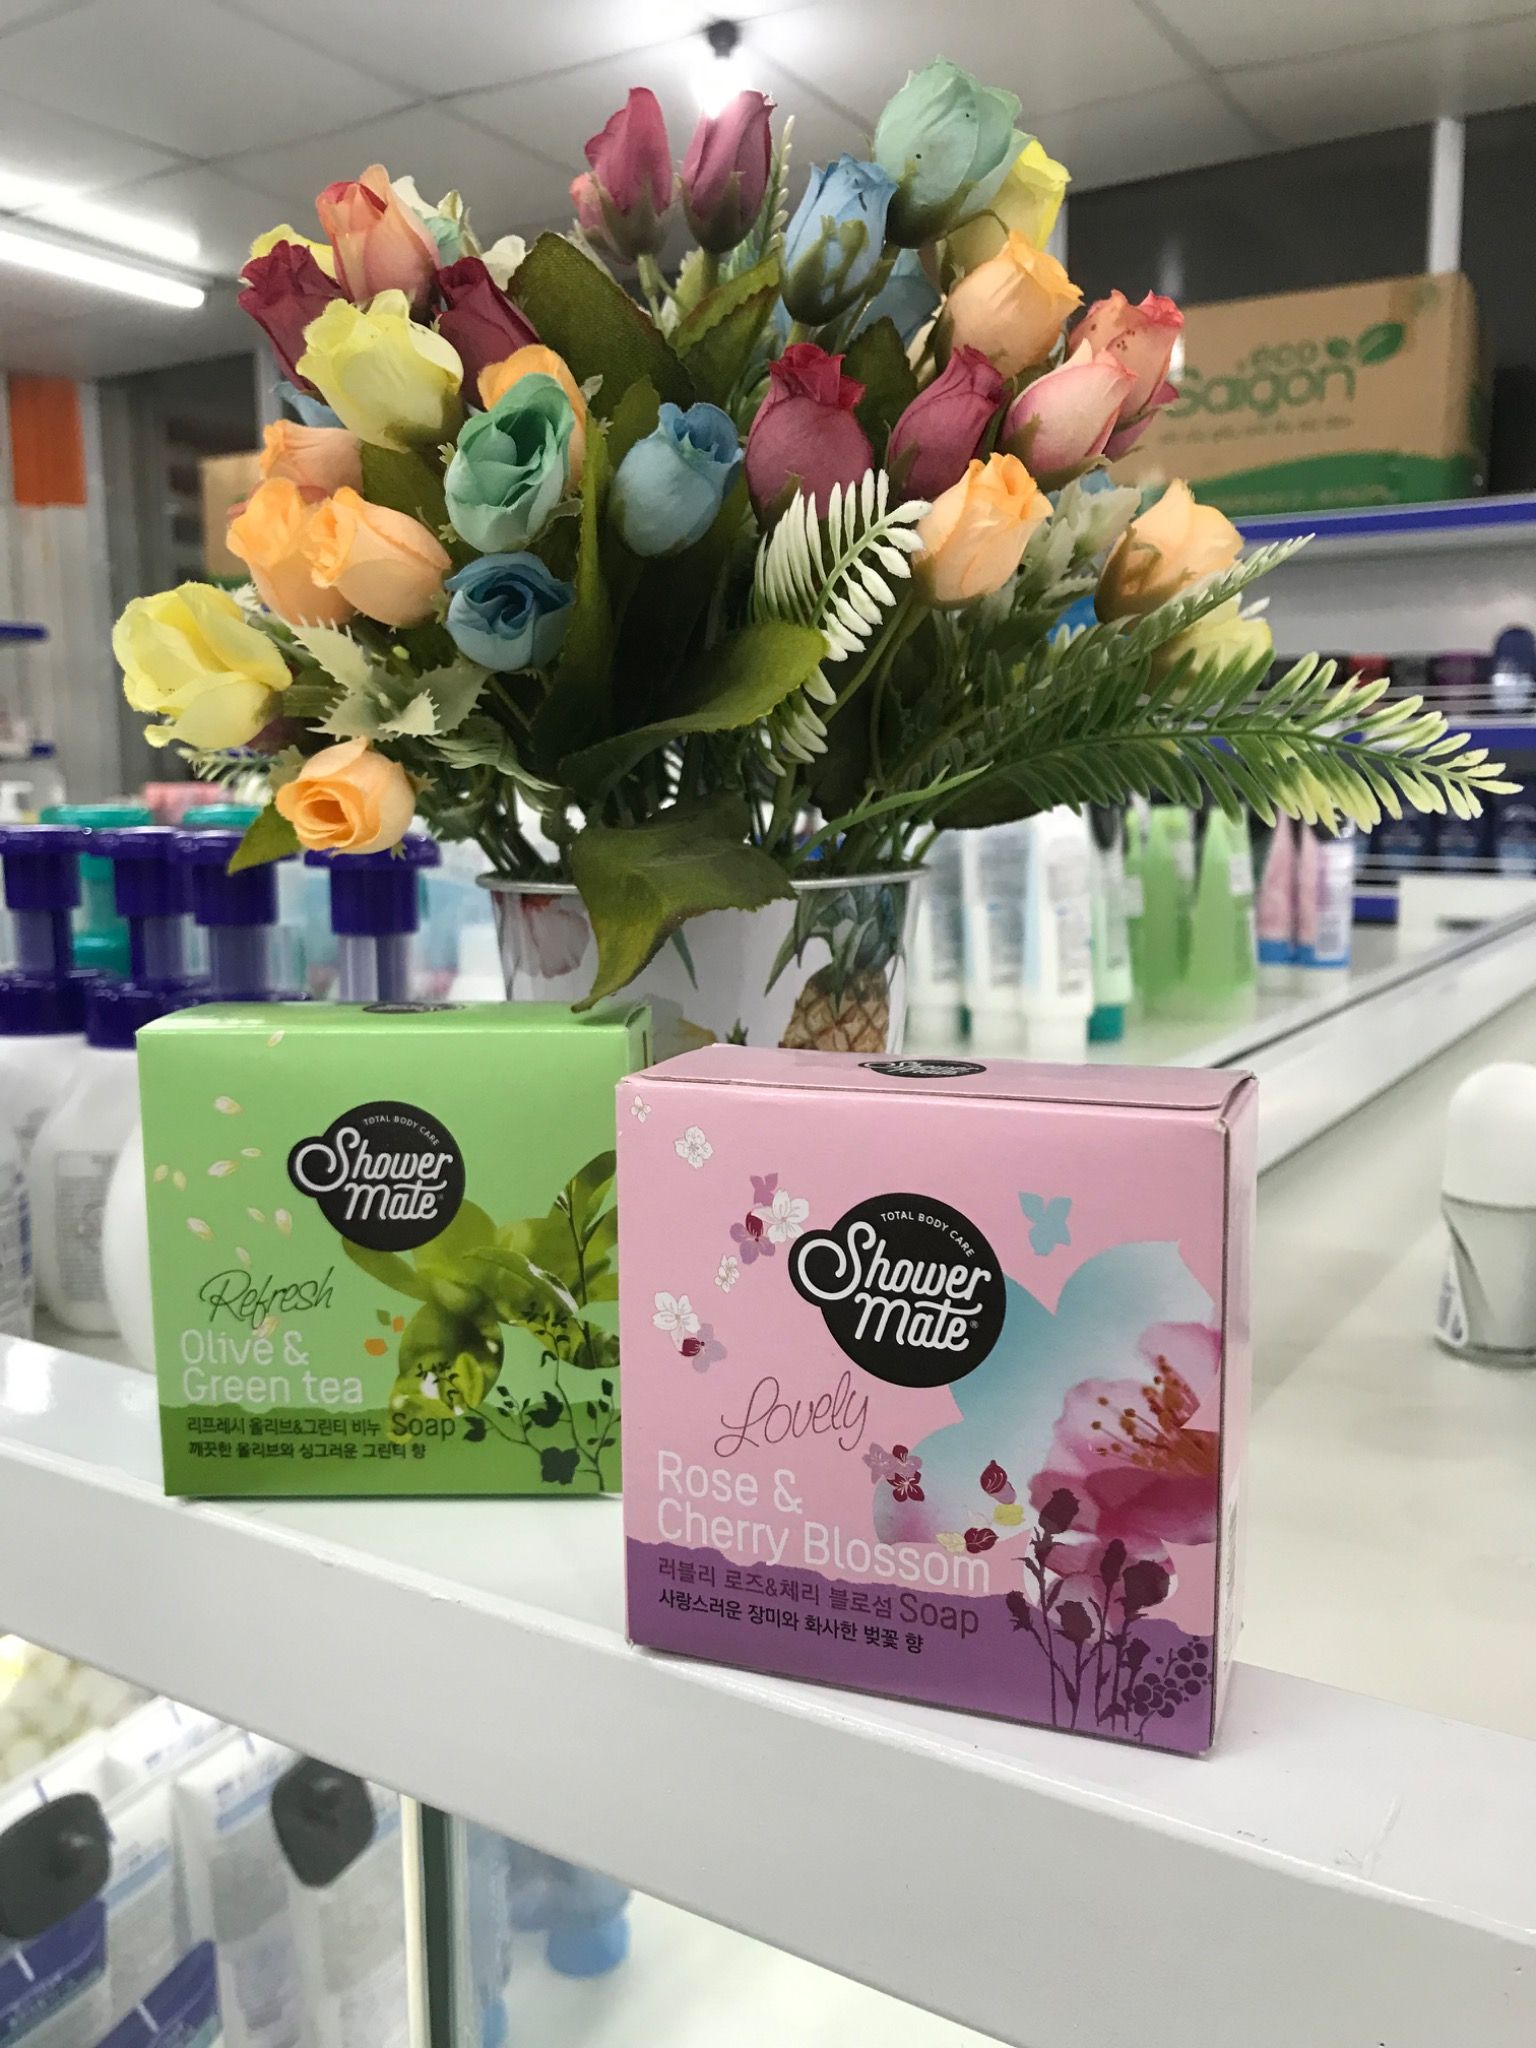 eco
Saigon
TOTAL BODY CARE
Shower
mate®
Refresh
Olive &
Green tea
리프레시 올리브&그린티 비누 Soap
깨끗한 올리브와 싱그러운 그린티 향
TOTAL BODY CARE
Shower
mate®
Lovely
Rose &
Cherry Blossom
러블리 로즈&체리 블로섬 Soap
사랑스러운 장미와 화사한 벚꽃 향